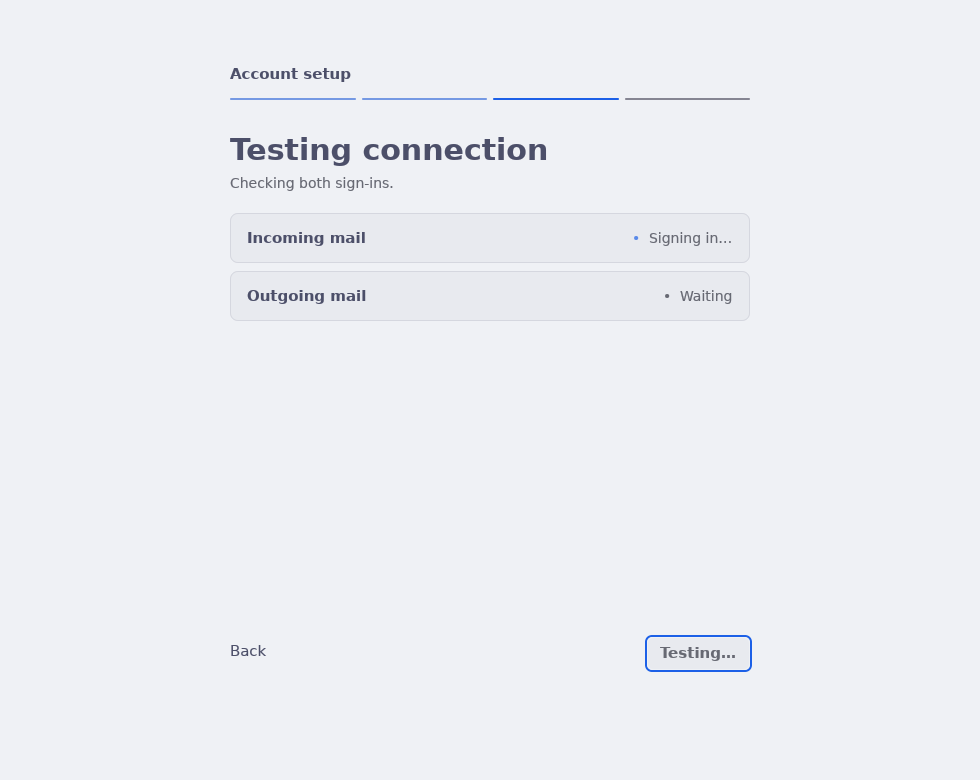 Account setup
Testing connection
Checking both sign-ins.
Incoming mail
• Signing in…
Outgoing mail
• Waiting
Back
Testing…